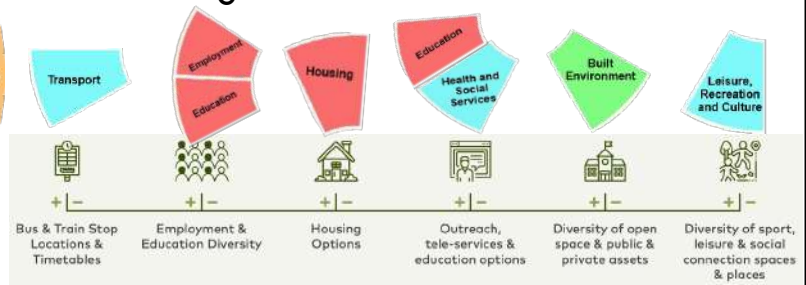 Transport
Employment
Education
Housing
Education
Health and
Social
Services
Built
Environment
Leisure,
Recreation
and Culture
+ -
+ -
+ -
+ -
+ -
+ -
Bus & Train Stop
Locations &
Timetables
Employment &
Education Diversity
Housing
Options
Outreach,
tele-services &
education options
Diversity of open
space & public &
private assets
Diversity of sport,
leisure & social
connection spaces
& places